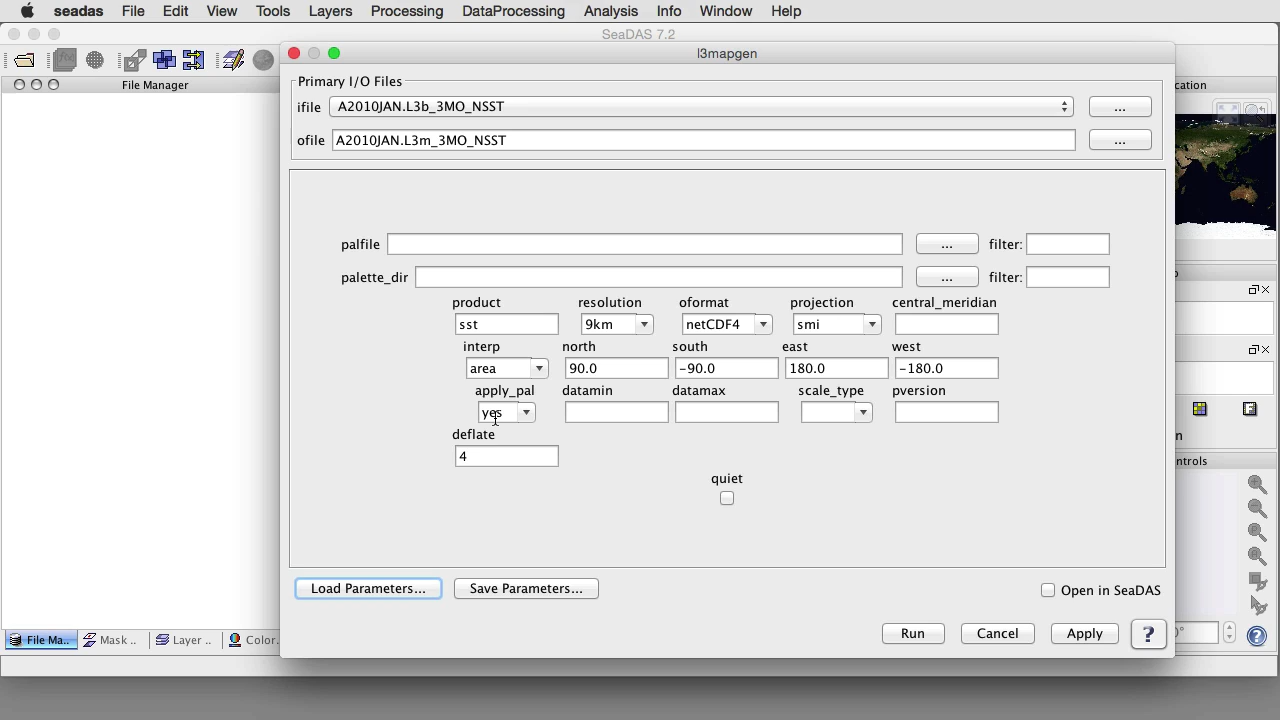 seadas File Edit View Tools Layers Processing DataProcessing Analysis Info Window Help
SeaDAS 7.2
l3mapgen
File Manager
cation
Primary I/O Files
ifile A2010JAN.L3b_3MO_NSST ...
ofile A2010JAN.L3m_3MO_NSST ...
palfile ... filter:
palette_dir ... filter:
product resolution oformat projection central_meridian
sst 9km netCDF4 smi
interp north south east west
area 90.0 -90.0 180.0 -180.0
apply_pal datamin datamax scale_type pversion
yes
deflate
4
quiet
ntrols
Load Parameters... Save Parameters... Open in SeaDAS
Run Cancel Apply ?
File Ma.. Mask .. Layer .. Color. 0° ?